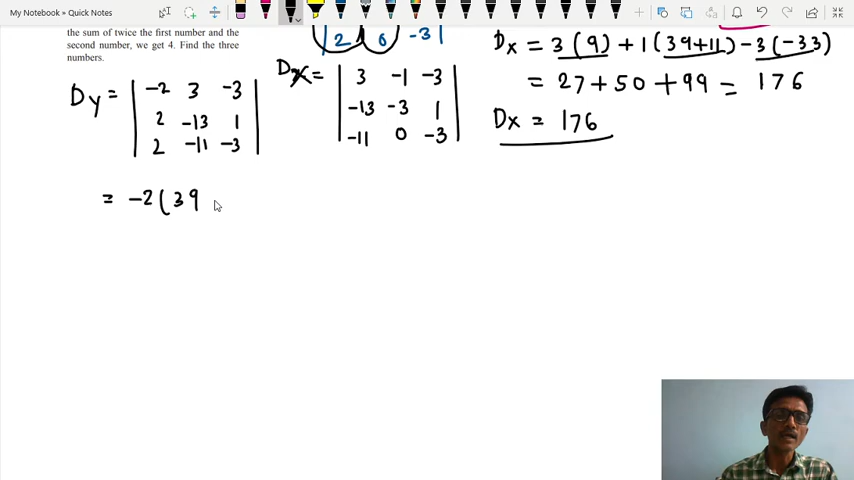 My Notebook » Quick Notes
the sum of twice the first number and the
second number, we get 4. Find the three
numbers.
2 0 -3
Dx = 3 -1 -3
-13 -3 1
-11 0 -3
Dx = 3(9) + 1(39+11) - 3(-33)
= 27 + 50 + 99 = 176
Dx = 176
Dy = -2 3 -3
2 -13 1
2 -11 -3
= -2(39